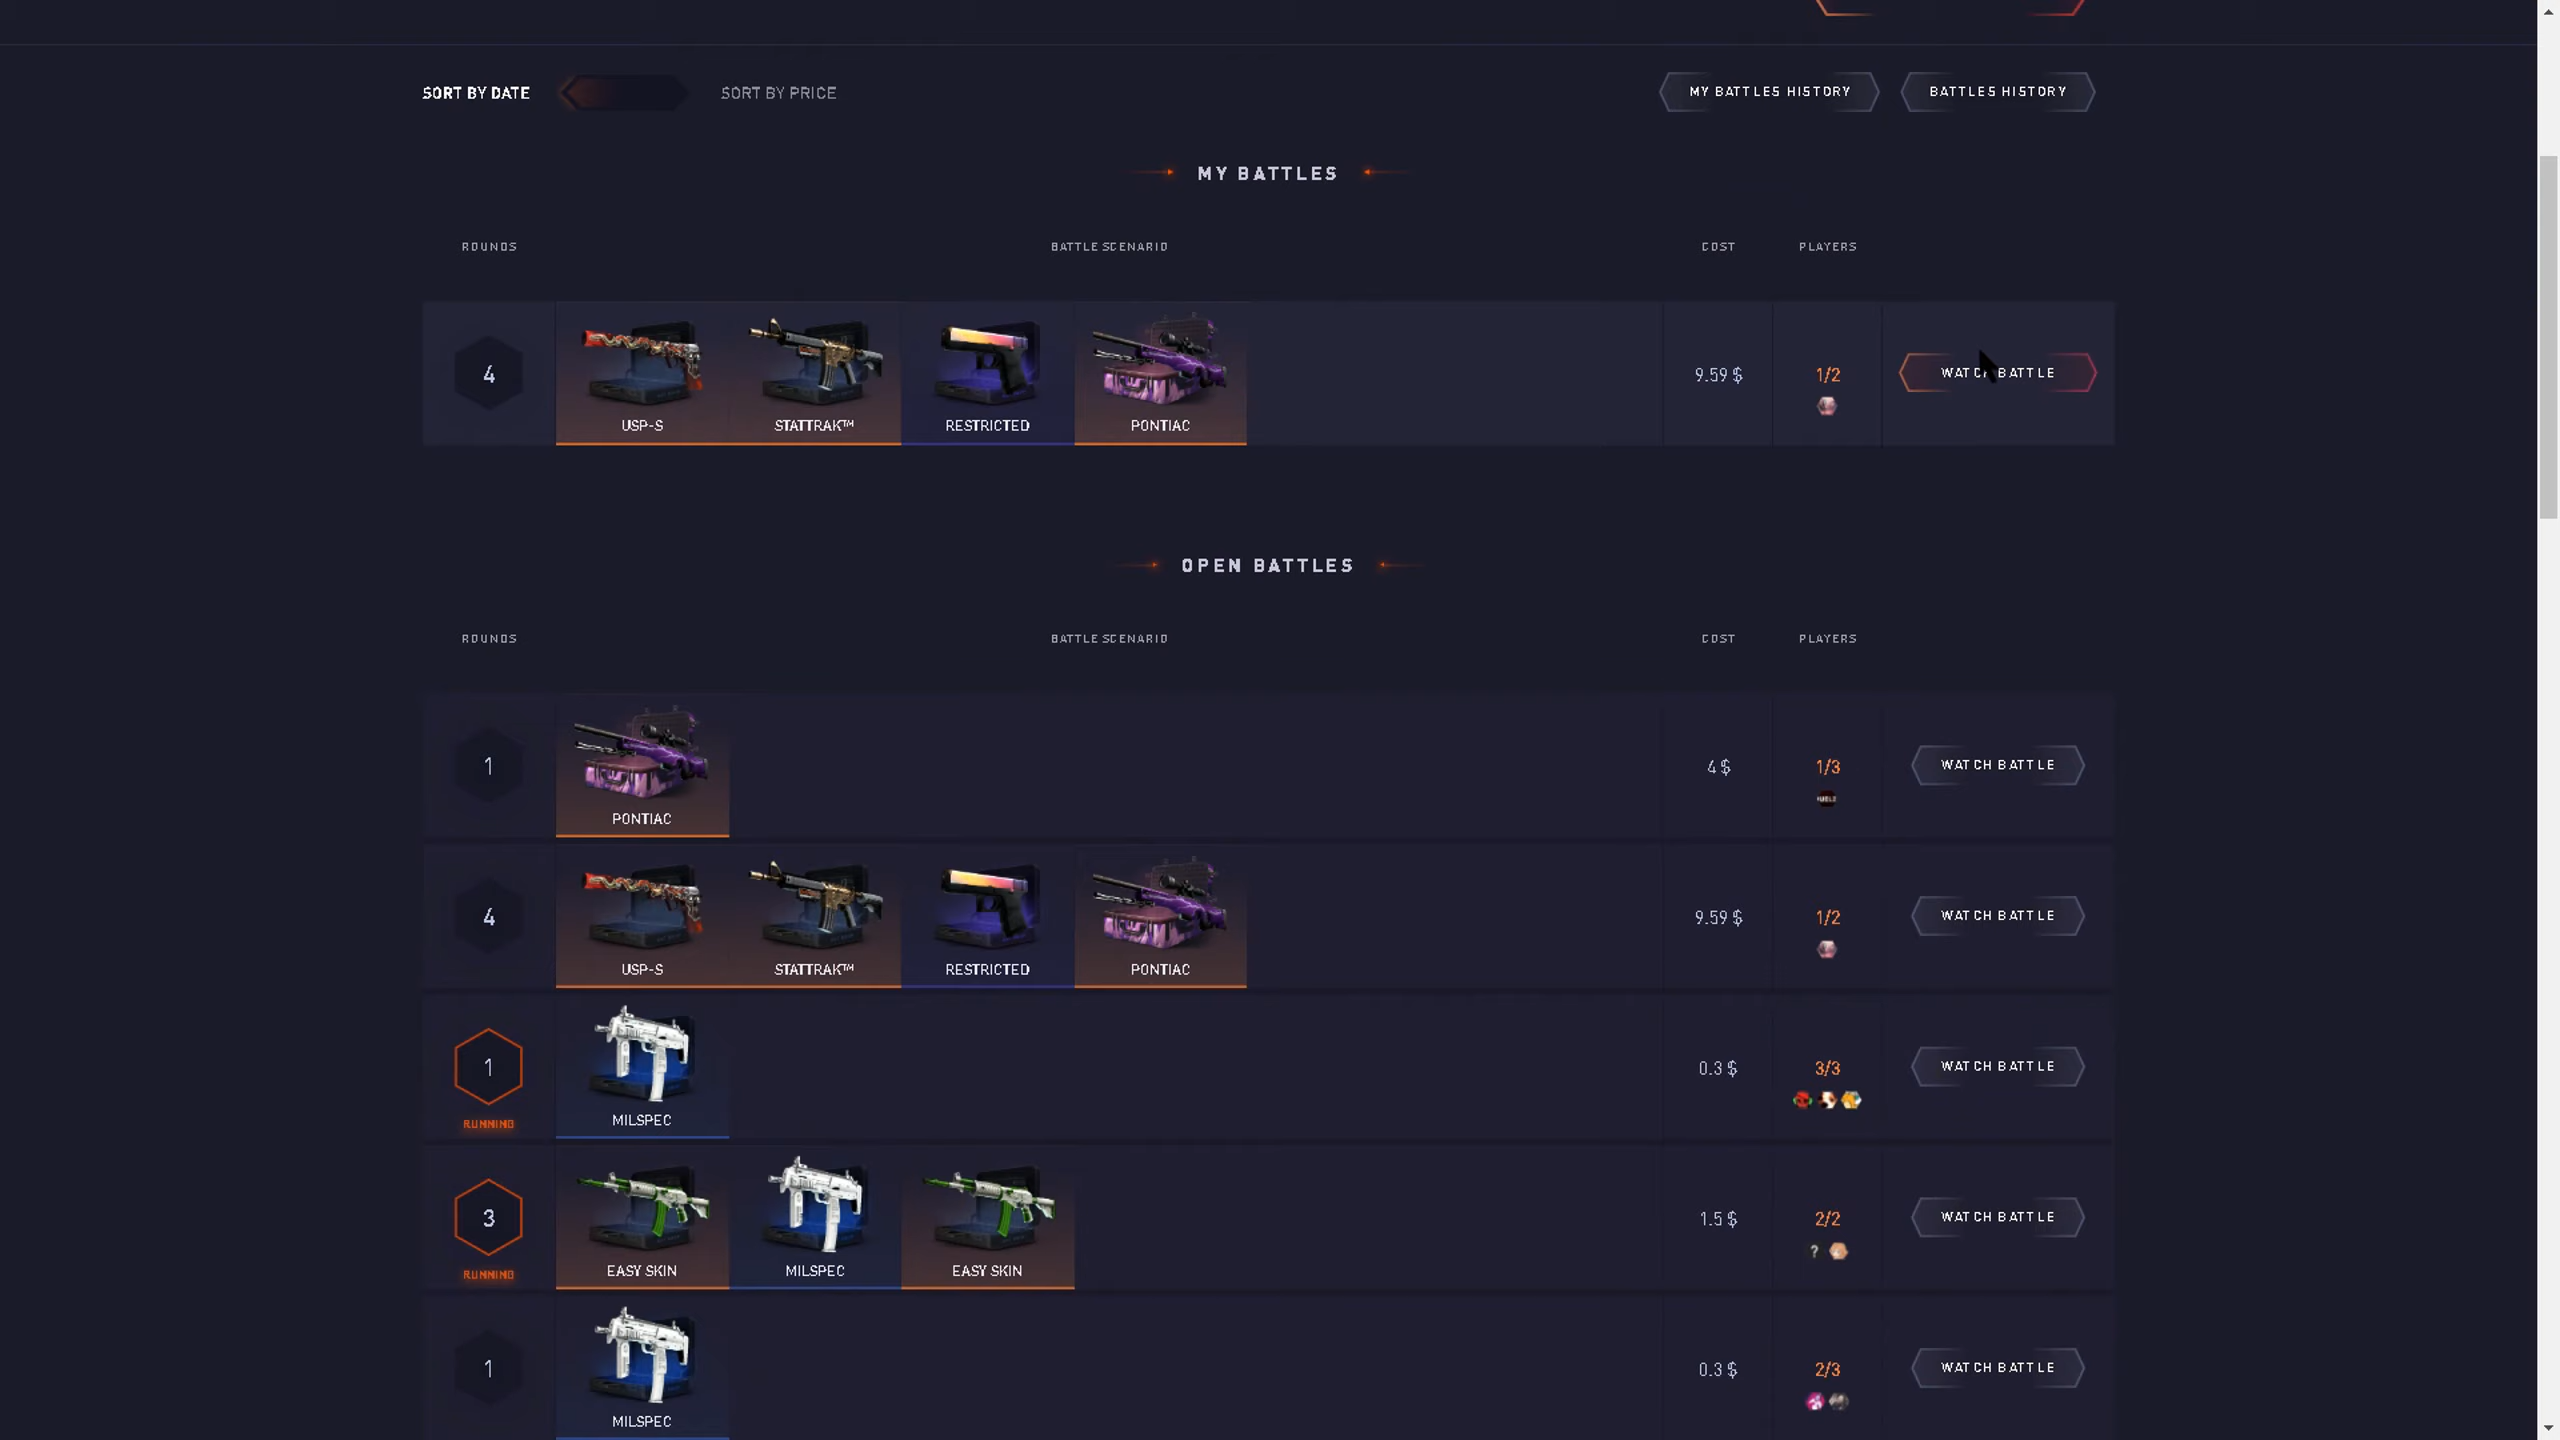 SORT BY DATE
SORT BY PRICE
MY BATTLES HISTORY
BATTLES HISTORY
MY BATTLES
ROUNDS
BATTLE SCENARIO
COST
PLAYERS
4
USP-S
STATTRAK™
RESTRICTED
PONTIAC
9.59 $
1/2
WATCH BATTLE
OPEN BATTLES
ROUNDS
BATTLE SCENARIO
COST
PLAYERS
1
PONTIAC
4 $
1/3
WATCH BATTLE
4
USP-S
STATTRAK™
RESTRICTED
PONTIAC
9.59 $
1/2
WATCH BATTLE
1
RUNNING
MILSPEC
0.3 $
3/3
WATCH BATTLE
3
RUNNING
EASY SKIN
MILSPEC
EASY SKIN
1.5 $
2/2
?
WATCH BATTLE
1
MILSPEC
0.3 $
2/3
WATCH BATTLE